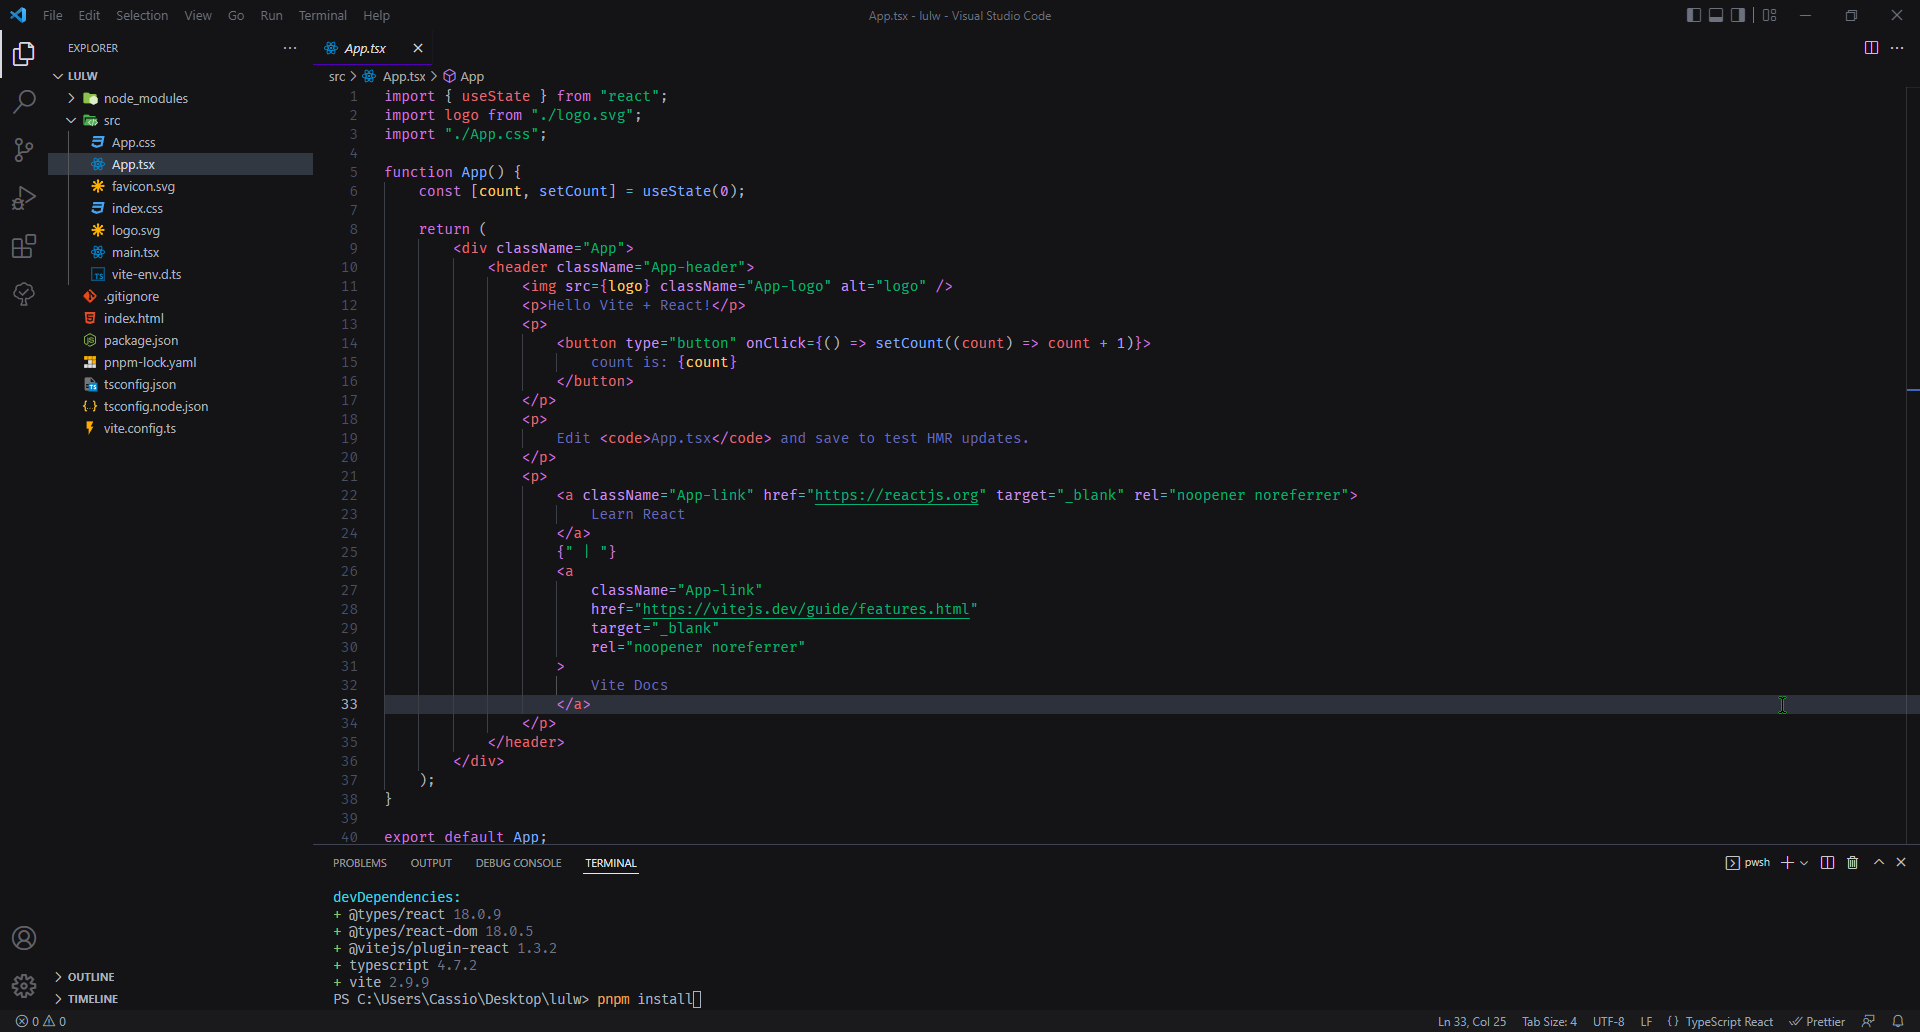 File Edit Selection View Go Run Terminal Help
App.tsx - lulw - Visual Studio Code
EXPLORER
LULW
node_modules
src
App.css
App.tsx
favicon.svg
index.css
logo.svg
main.tsx
vite-env.d.ts
.gitignore
index.html
package.json
pnpm-lock.yaml
tsconfig.json
tsconfig.node.json
vite.config.ts
OUTLINE
TIMELINE
App.tsx
src > App.tsx > App
1 import { useState } from "react";
2 import logo from "./logo.svg";
3 import "./App.css";
4
5 function App() {
6     const [count, setCount] = useState(0);
7
8     return (
9         <div className="App">
10             <header className="App-header">
11                 <img src={logo} className="App-logo" alt="logo" />
12                 <p>Hello Vite + React!</p>
13                 <p>
14                     <button type="button" onClick={() => setCount((count) => count + 1)}>
15                         count is: {count}
16                     </button>
17                 </p>
18                 <p>
19                     Edit <code>App.tsx</code> and save to test HMR updates.
20                 </p>
21                 <p>
22                     <a className="App-link" href="https://reactjs.org" target="_blank" rel="noopener noreferrer">
23                         Learn React
24                     </a>
25                     {" | "}
26                     <a
27                         className="App-link"
28                         href="https://vitejs.dev/guide/features.html"
29                         target="_blank"
30                         rel="noopener noreferrer"
31                     >
32                         Vite Docs
33                     </a>
34                 </p>
35             </header>
36         </div>
37     );
38 }
39
40 export default App;
PROBLEMS OUTPUT DEBUG CONSOLE TERMINAL
pwsh
devDependencies:
+ @types/react 18.0.9
+ @types/react-dom 18.0.5
+ @vitejs/plugin-react 1.3.2
+ typescript 4.7.2
+ vite 2.9.9
PS C:\Users\Cassio\Desktop\lulw> pnpm install
0 0
Ln 33, Col 25 Tab Size: 4 UTF-8 LF {} TypeScript React Prettier